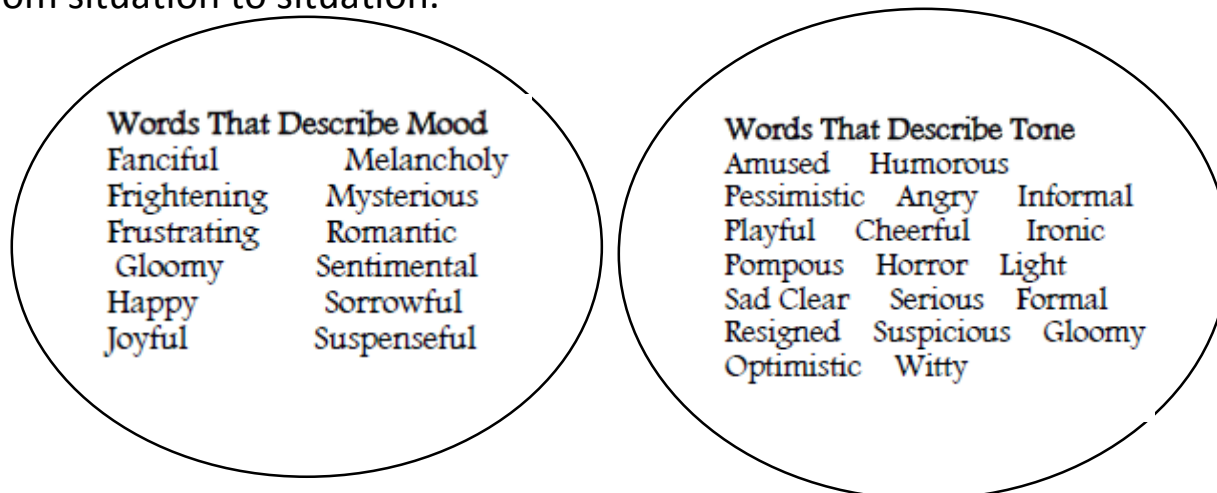 om situation to situation.
Words That Describe Mood
Fanciful Melancholy
Frightening Mysterious
Frustrating Romantic
Gloomy Sentimental
Happy Sorrowful
Joyful Suspenseful
Words That Describe Tone
Amused Humorous
Pessimistic Angry Informal
Playful Cheerful Ironic
Pompous Horror Light
Sad Clear Serious Formal
Resigned Suspicious Gloomy
Optimistic Witty